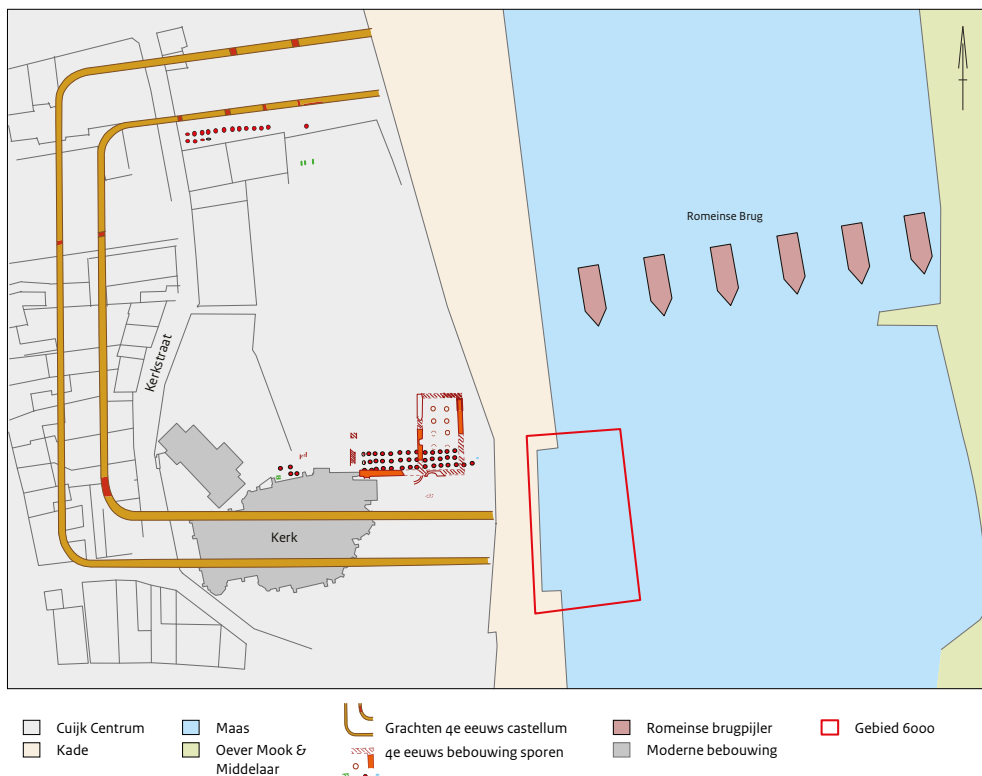 Romeinse Brug
Kerkstraat
Kerk
Cuijk Centrum
Kade
Maas
Oever Mook &
Middelaar
Grachten 4e eeuws castellum
4e eeuws bebouwing sporen
Romeinse brugpijler
Moderne bebouwing
Gebied 6000